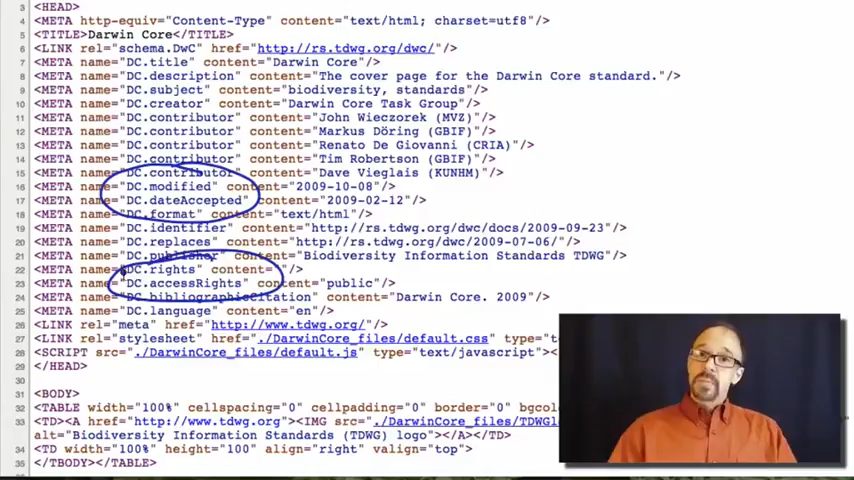 3 <HEAD>
4 <META http-equiv="Content-Type" content="text/html; charset=utf8"/>
5 <TITLE>Darwin Core</TITLE>
6 <LINK rel="schema.DwC" href="http://rs.tdwg.org/dwc/"/>
7 <META name="DC.title" content="Darwin Core"/>
8 <META name="DC.description" content="The cover page for the Darwin Core standard."/>
9 <META name="DC.subject" content="biodiversity, standards"/>
10 <META name="DC.creator" content="Darwin Core Task Group"/>
11 <META name="DC.contributor" content="John Wieczorek (MVZ)"/>
12 <META name="DC.contributor" content="Markus Döring (GBIF)"/>
13 <META name="DC.contributor" content="Renato De Giovanni (CRIA)"/>
14 <META name="DC.contributor" content="Tim Robertson (GBIF)"/>
15 <META name="DC.contributor" content="Dave Vieglais (KUNHM)"/>
16 <META name="DC.modified" content="2009-10-08"/>
17 <META name="DC.dateAccepted" content="2009-02-12"/>
18 <META name="DC.format" content="text/html"/>
19 <META name="DC.identifier" content="http://rs.tdwg.org/dwc/docs/2009-09-23"/>
20 <META name="DC.replaces" content="http://rs.tdwg.org/dwc/2009-07-06/"/>
21 <META name="DC.publisher" content="Biodiversity Information Standards TDWG"/>
22 <META name="DC.rights" content=" "/>
23 <META name="DC.accessRights" content="public"/>
24 <META name="DC.bibliographicCitation" content="Darwin Core. 2009"/>
25 <META name="DC.language" content="en"/>
26 <LINK rel="meta" href="http://www.tdwg.org/"/>
27 <LINK rel="stylesheet" href="./DarwinCore_files/default.css" type="t
28 <SCRIPT src="./DarwinCore_files/default.js" type="text/javascript"><
29 </HEAD>
30
31 <BODY>
32 <TABLE width="100%" cellspacing="0" cellpadding="0" border="0" bgcol
33 <TD><A href="http://www.tdwg.org"><IMG src="./DarwinCore_files/TDWGl
alt="Biodiversity Information Standards (TDWG) logo"></A></TD>
34 <TD width="100%" height="100" align="right" valign="top">
35 </TBODY></TABLE>